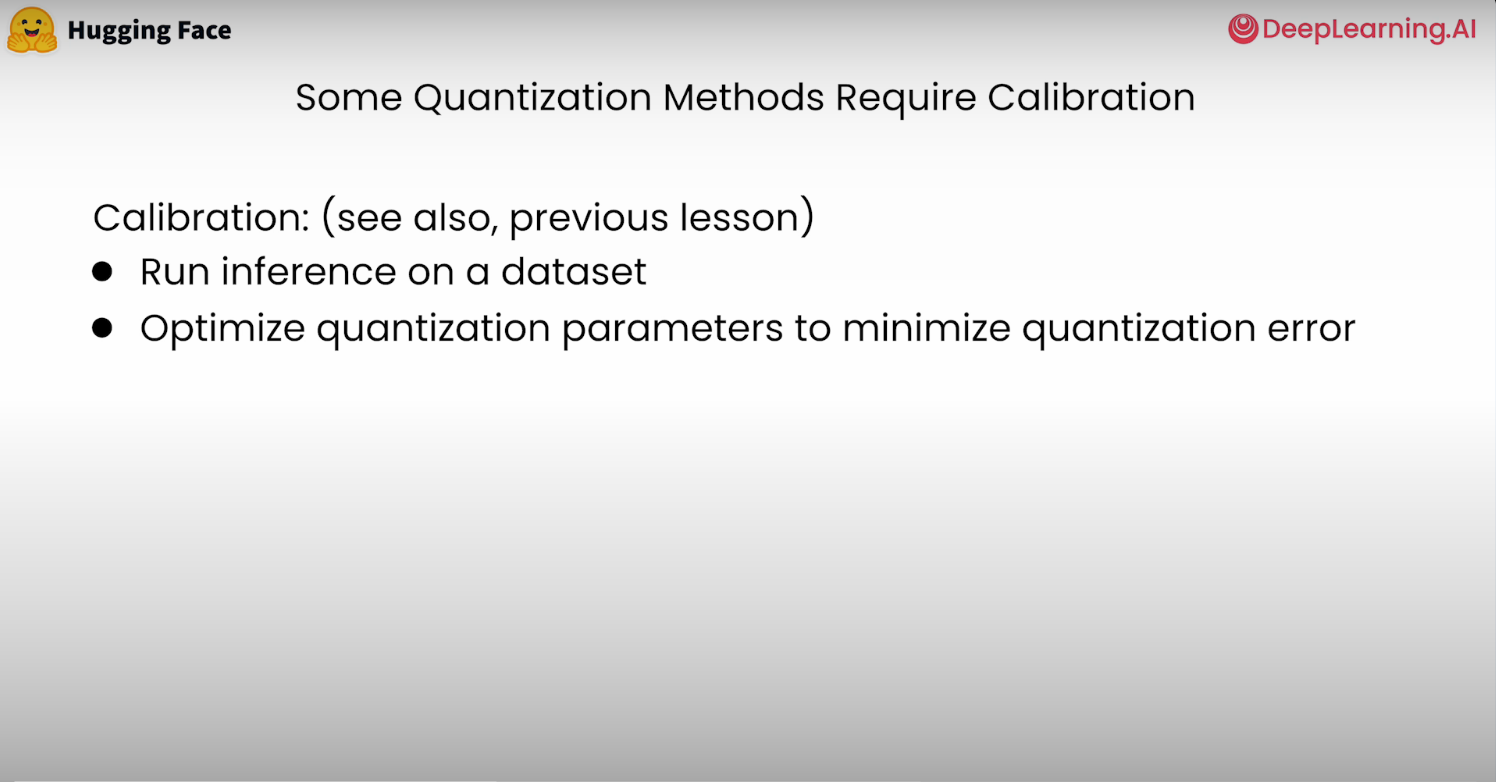 Hugging Face
DeepLearning.AI
Some Quantization Methods Require Calibration
Calibration: (see also, previous lesson)
● Run inference on a dataset
● Optimize quantization parameters to minimize quantization error